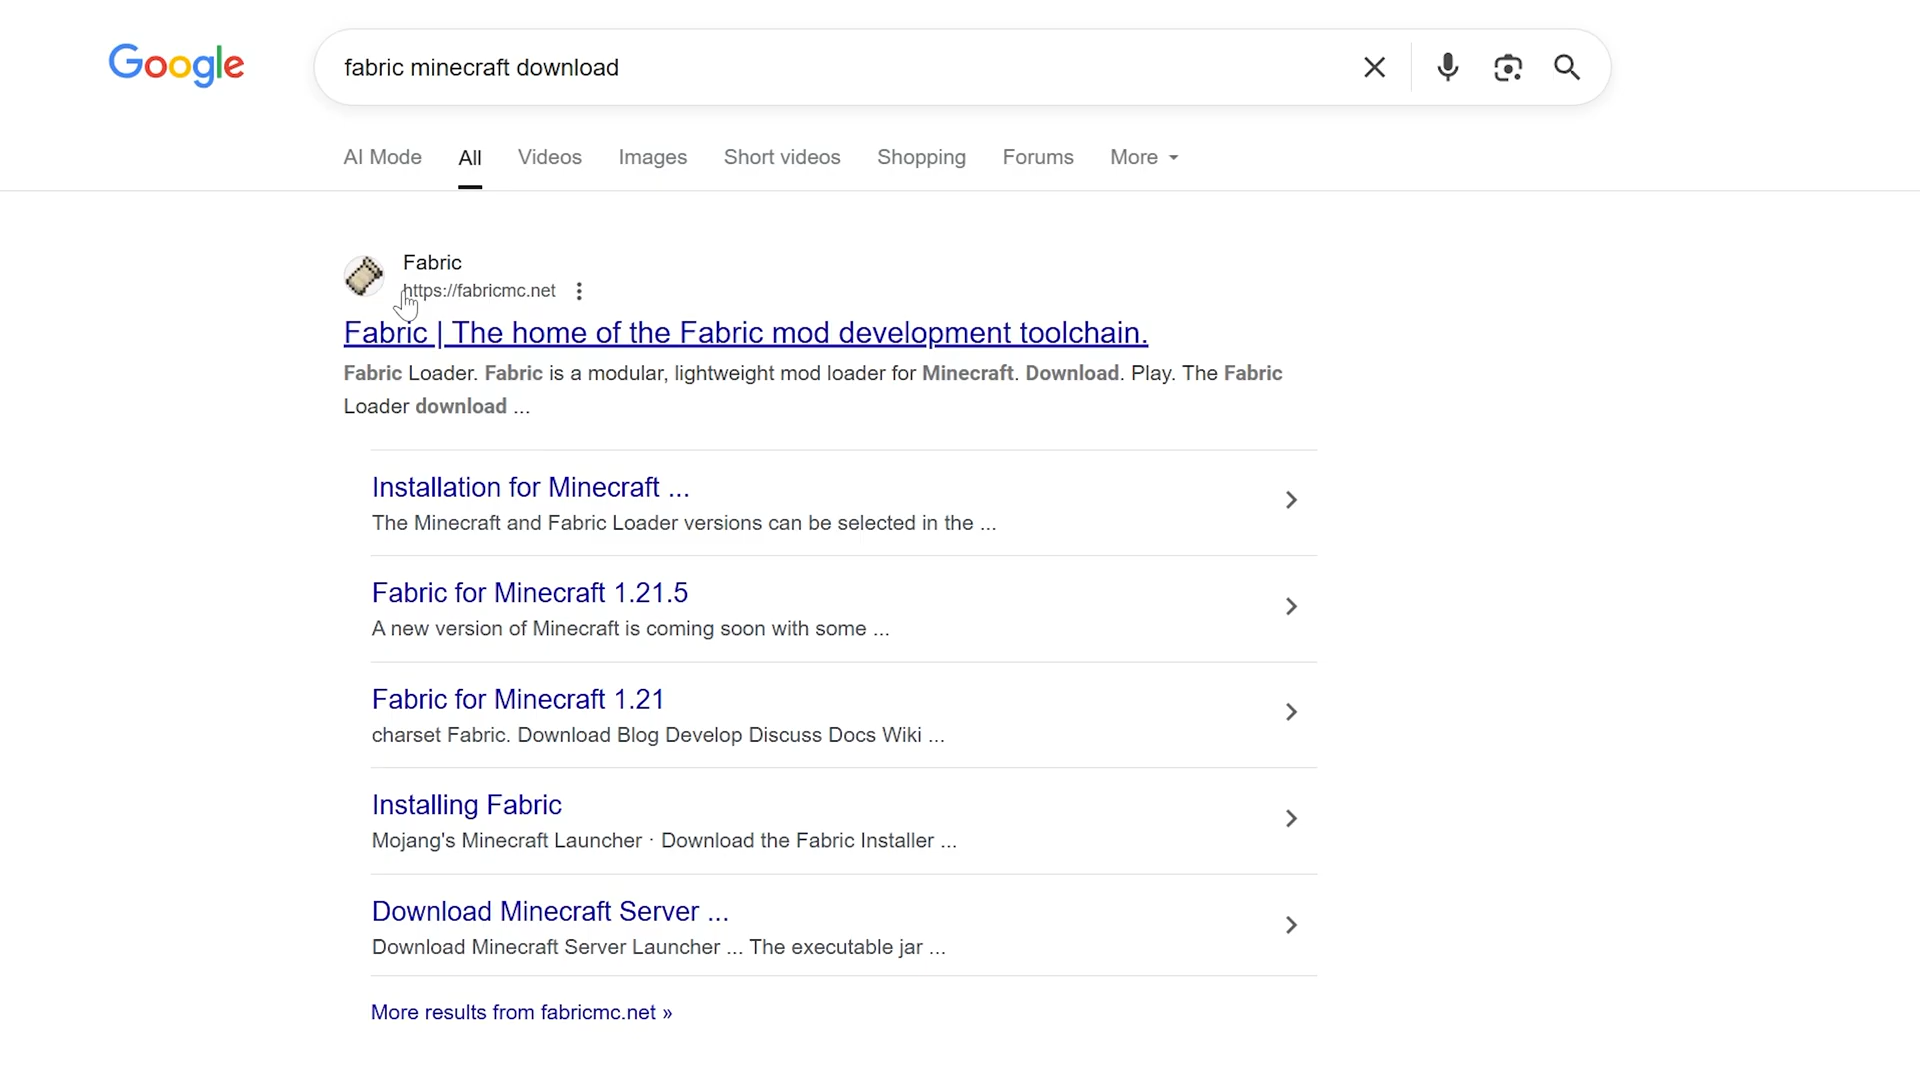 Google
fabric minecraft download
AI Mode All Videos Images Short videos Shopping Forums More
Fabric
https://fabricmc.net
Fabric | The home of the Fabric mod development toolchain.
Fabric Loader. Fabric is a modular, lightweight mod loader for Minecraft. Download. Play. The Fabric
Loader download ...
Installation for Minecraft ...
The Minecraft and Fabric Loader versions can be selected in the ...
Fabric for Minecraft 1.21.5
A new version of Minecraft is coming soon with some ...
Fabric for Minecraft 1.21
charset Fabric. Download Blog Develop Discuss Docs Wiki ...
Installing Fabric
Mojang's Minecraft Launcher · Download the Fabric Installer ...
Download Minecraft Server ...
Download Minecraft Server Launcher ... The executable jar ...
More results from fabricmc.net »